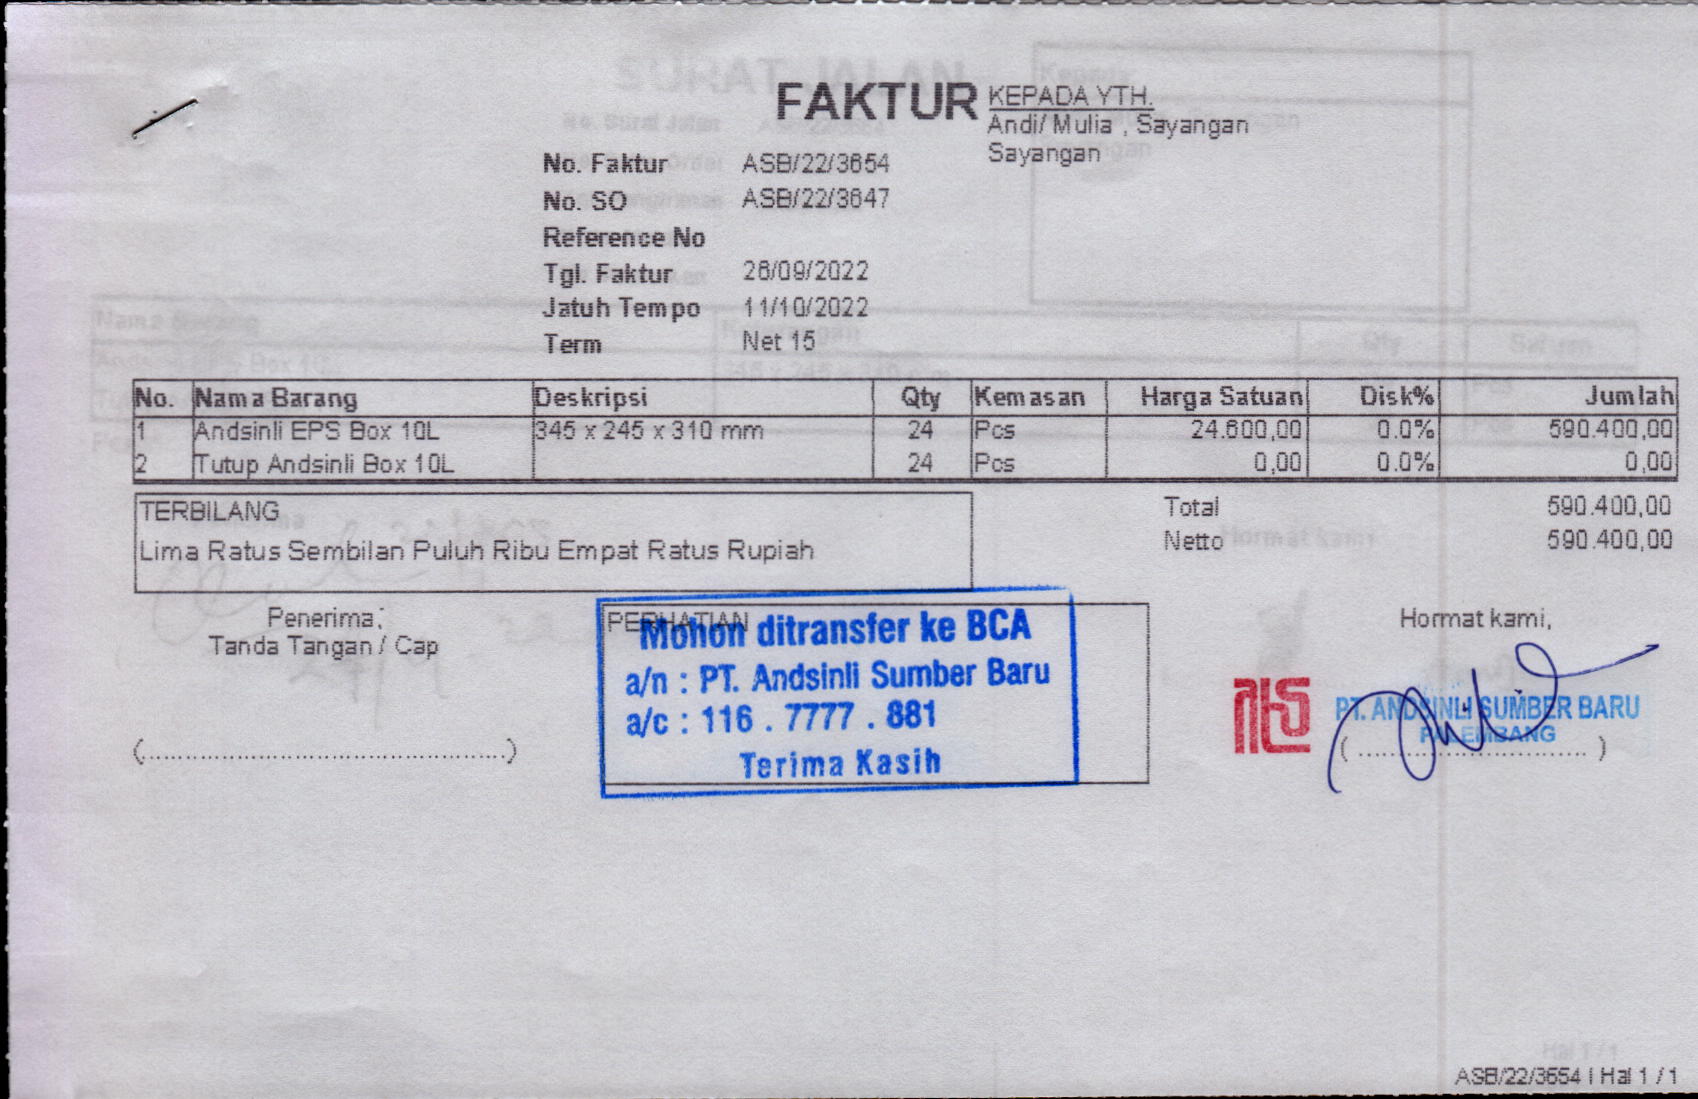 FAKTUR
KEPADA YTH.
Andi/ Mulia , Sayangan
Sayangan
No. Faktur ASB/22/3654
No. SO ASB/22/3647
Reference No
Tgl. Faktur 26/09/2022
Jatuh Tempo 11/10/2022
Term Net 15
No. Nama Barang Deskripsi Qty Kemasan Harga Satuan Disk% Jumlah
1 Andsinli EPS Box 10L 345 x 245 x 310 mm 24 Pcs 24.600,00 0.0% 590.400,00
2 Tutup Andsinli Box 10L 24 Pcs 0,00 0.0% 0,00
TERBILANG
Lima Ratus Sembilan Puluh Ribu Empat Ratus Rupiah
Total 590.400,00
Netto 590.400,00
Penerima,
Tanda Tangan / Cap
(...............................................)
PERHATIAN
Mohon ditransfer ke BCA
a/n : PT. Andsinli Sumber Baru
a/c : 116 . 7777 . 881
Terima Kasih
Hormat kami,
PT. ANDSINLI SUMBER BARU
PALEMBANG
( .............................. )
ASB/22/3654 | Hal 1 / 1